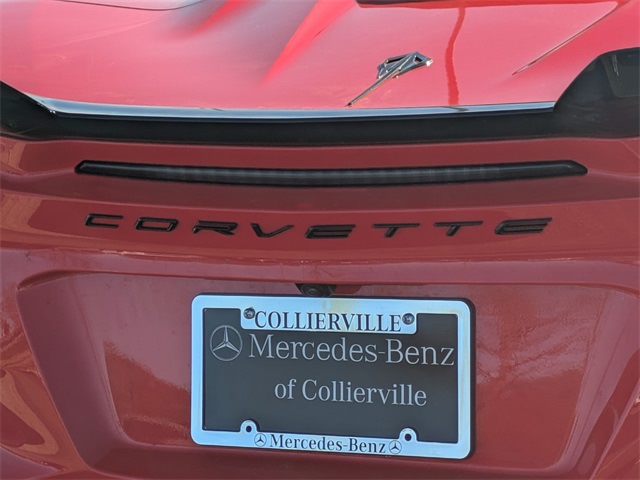 CORVETTE
COLLIERVILLE
Mercedes-Benz
of Collierville
Mercedes-Benz